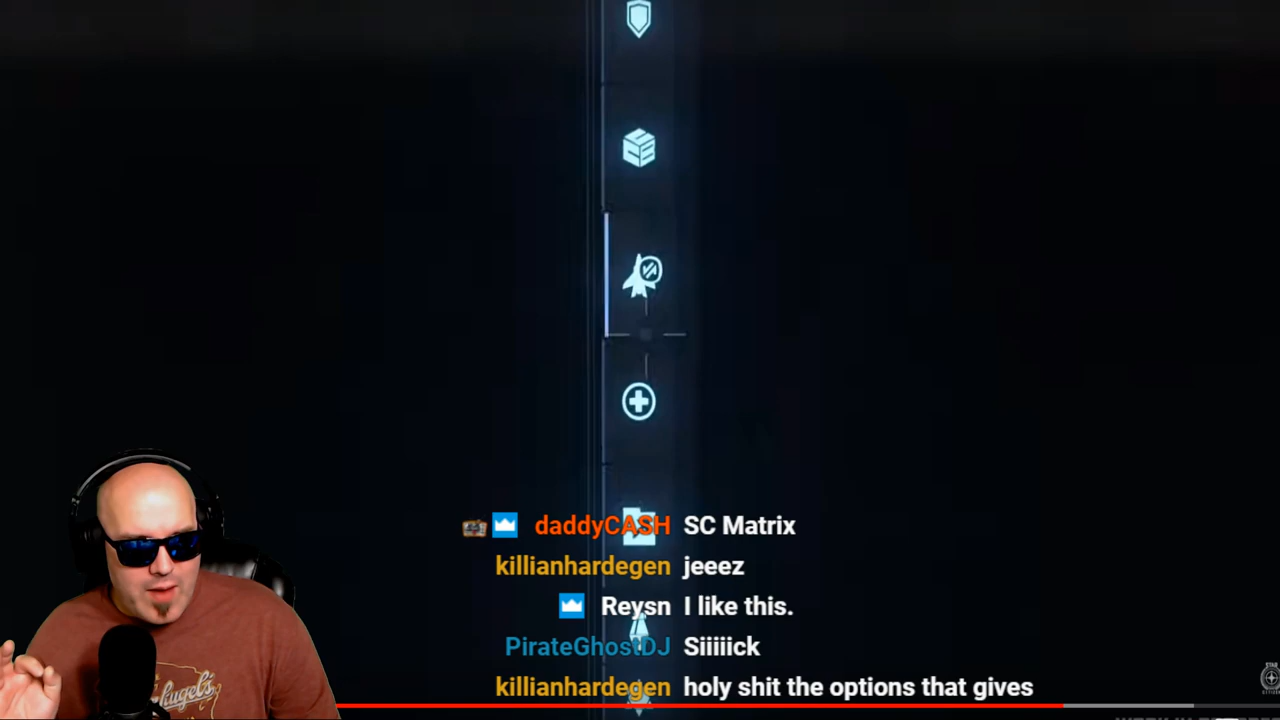 daddyCASH SC Matrix
killianhardegen jeeez
Reysn I like this.
PirateGhostDJ Siiiiick
killianhardegen holy shit the options that gives